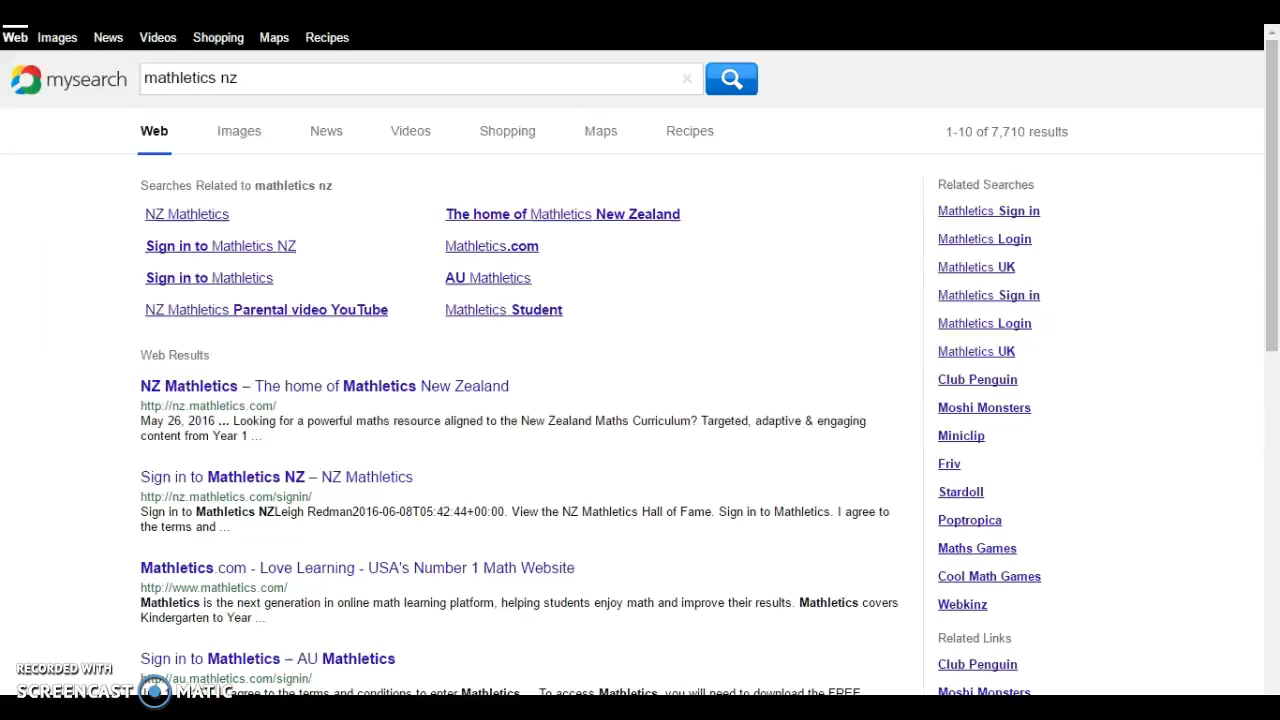 Web Images News Videos Shopping Maps Recipes
mysearch mathletics nz
Web Images News Videos Shopping Maps Recipes 1-10 of 7,710 results
Searches Related to mathletics nz
NZ Mathletics The home of Mathletics New Zealand
Sign in to Mathletics NZ Mathletics.com
Sign in to Mathletics AU Mathletics
NZ Mathletics Parental video YouTube Mathletics Student
Web Results
NZ Mathletics – The home of Mathletics New Zealand
http://nz.mathletics.com/
May 26, 2016 ... Looking for a powerful maths resource aligned to the New Zealand Maths Curriculum? Targeted, adaptive & engaging
content from Year 1 ...
Sign in to Mathletics NZ – NZ Mathletics
http://nz.mathletics.com/signin/
Sign in to Mathletics NZLeigh Redman2016-06-08T05:42:44+00:00. View the NZ Mathletics Hall of Fame. Sign in to Mathletics. I agree to
the terms and ...
Mathletics.com - Love Learning - USA's Number 1 Math Website
http://www.mathletics.com/
Mathletics is the next generation in online math learning platform, helping students enjoy math and improve their results. Mathletics covers
Kindergarten to Year ...
Sign in to Mathletics – AU Mathletics
http://au.mathletics.com/signin/
agree to the terms and conditions to enter Mathletics ... To access Mathletics, you will need to download the FREE
Related Searches
Mathletics Sign in
Mathletics Login
Mathletics UK
Mathletics Sign in
Mathletics Login
Mathletics UK
Club Penguin
Moshi Monsters
Miniclip
Friv
Stardoll
Poptropica
Maths Games
Cool Math Games
Webkinz
Related Links
Club Penguin
Moshi Monsters
RECORDED WITH
SCREENCAST MATIC